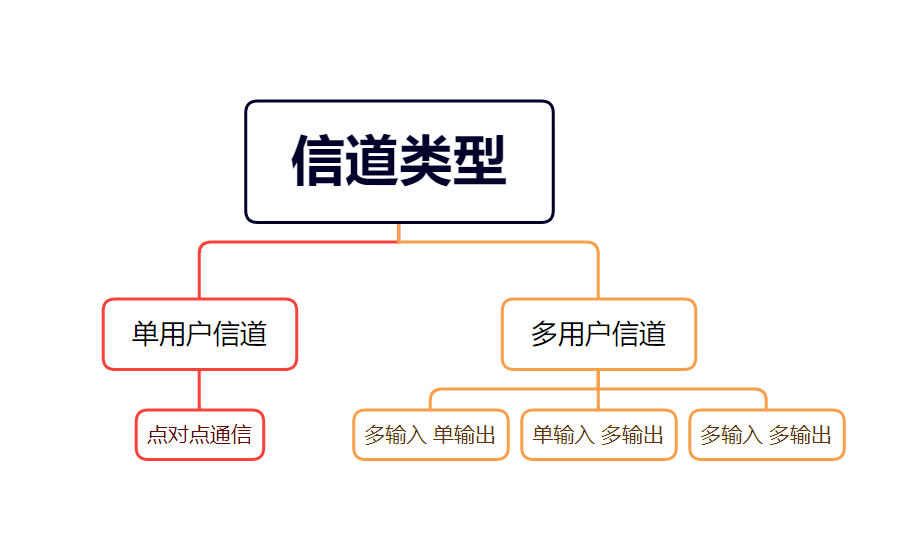 信道类型
单用户信道
多用户信道
点对点通信
多输入 单输出
单输入 多输出
多输入 多输出